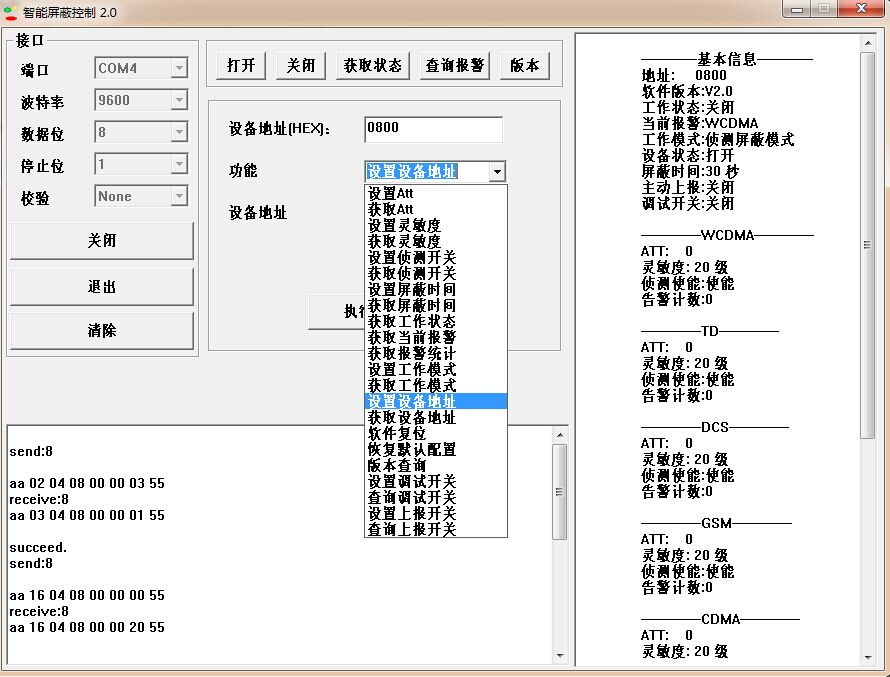 智能屏蔽控制 2.0
接口
端口
COM4
波特率
9600
数据位
8
停止位
1
校验
None
关闭
退出
清除
打开
关闭
获取状态
查询报警
版本
设备地址(HEX):
0800
功能
设置设备地址
设备地址
执行
设置Att
获取Att
设置灵敏度
获取灵敏度
设置侦测开关
获取侦测开关
设置屏蔽时间
获取屏蔽时间
获取工作状态
获取当前报警
获取报警统计
设置工作模式
获取工作模式
设置设备地址
获取设备地址
软件复位
恢复默认配置
版本查询
设置调试开关
查询调试开关
设置上报开关
查询上报开关
send:8
aa 02 04 08 00 00 03 55
receive:8
aa 03 04 08 00 00 01 55
succeed.
send:8
aa 16 04 08 00 00 00 55
receive:8
aa 16 04 08 00 00 20 55
————基本信息————
地址: 0800
软件版本:V2.0
工作状态:关闭
当前报警:WCDMA
工作模式:侦测屏蔽模式
设备状态:打开
屏蔽时间:30 秒
主动上报:关闭
调试开关:关闭
————WCDMA————
ATT: 0
灵敏度: 20 级
侦测使能:使能
告警计数:0
————TD————
ATT: 0
灵敏度: 20 级
侦测使能:使能
告警计数:0
————DCS————
ATT: 0
灵敏度: 20 级
侦测使能:使能
告警计数:0
————GSM————
ATT: 0
灵敏度: 20 级
侦测使能:使能
告警计数:0
————CDMA————
ATT: 0
灵敏度: 20 级